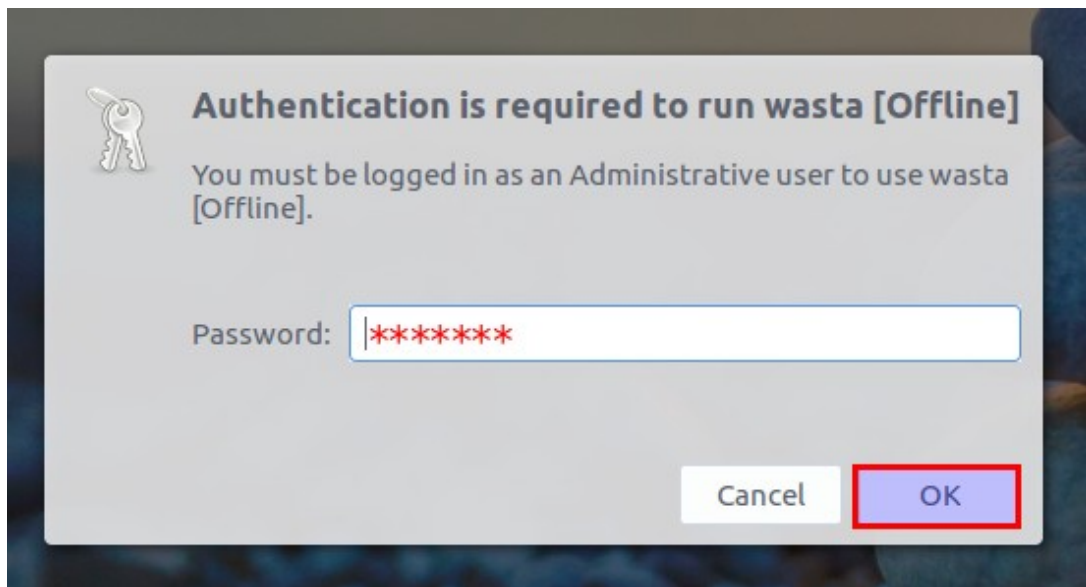 Authentication is required to run wasta [Offline]
You must be logged in as an Administrative user to use wasta
[Offline].
Password: *******
Cancel OK